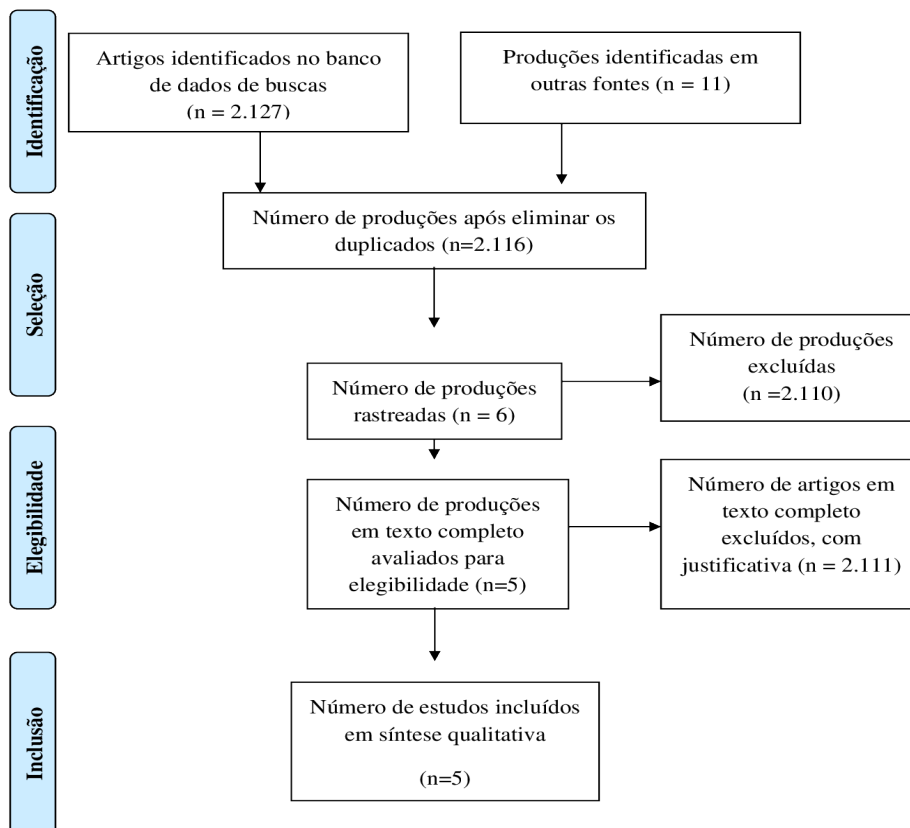 Identificação
Artigos identificados no banco
de dados de buscas
(n = 2.127)
Produções identificadas em
outras fontes (n = 11)
Seleção
Número de produções após eliminar os
duplicados (n=2.116)
Número de produções
rastreadas (n = 6)
Número de produções
excluídas
(n =2.110)
Elegibilidade
Número de produções
em texto completo
avaliados para
elegibilidade (n=5)
Número de artigos em
texto completo
excluídos, com
justificativa (n = 2.111)
Inclusão
Número de estudos incluídos
em síntese qualitativa
(n=5)